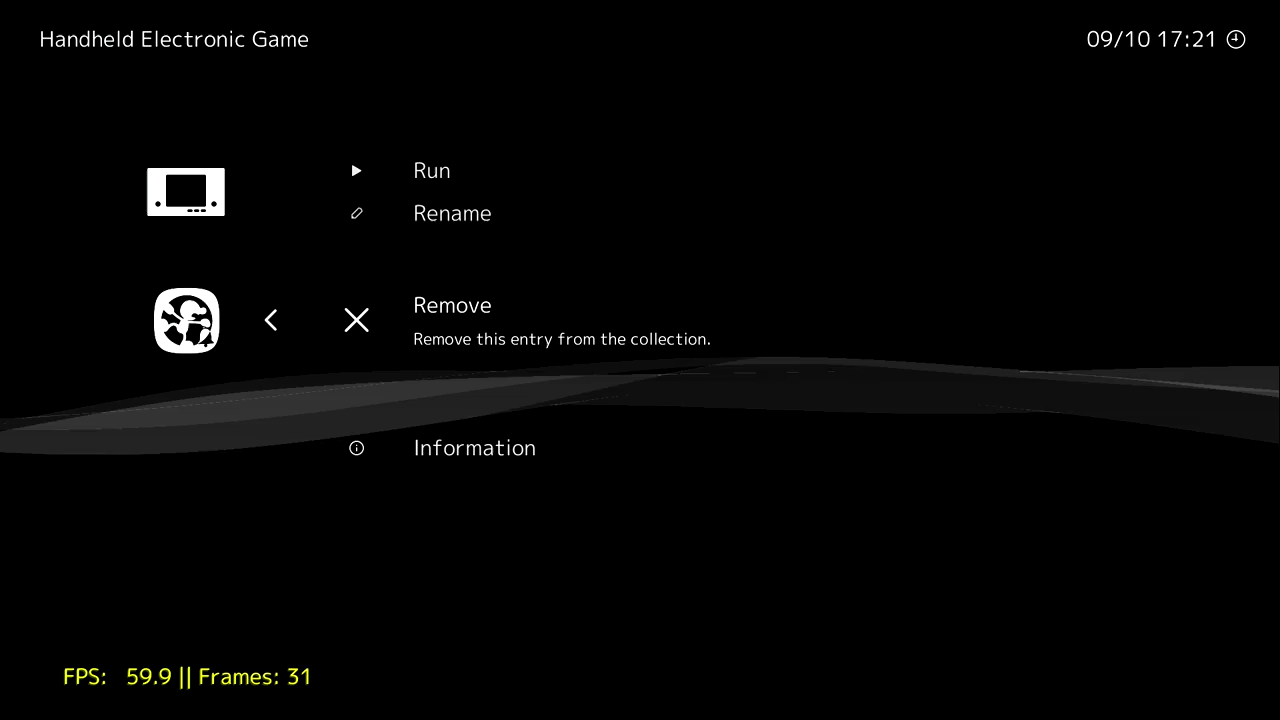 Handheld Electronic Game
09/10 17:21
Run
Rename
Remove
Remove this entry from the collection.
Information
FPS: 59.9 || Frames: 31